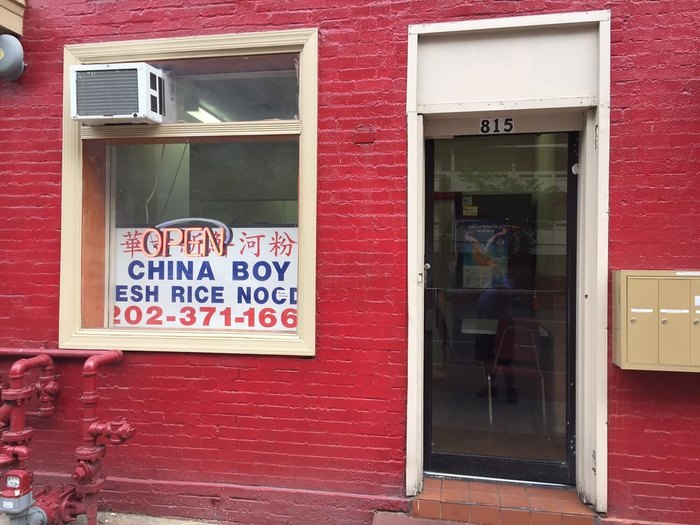 815
華
河粉
OPEN
CHINA BOY
ESH RICE NOOD
202-371-166